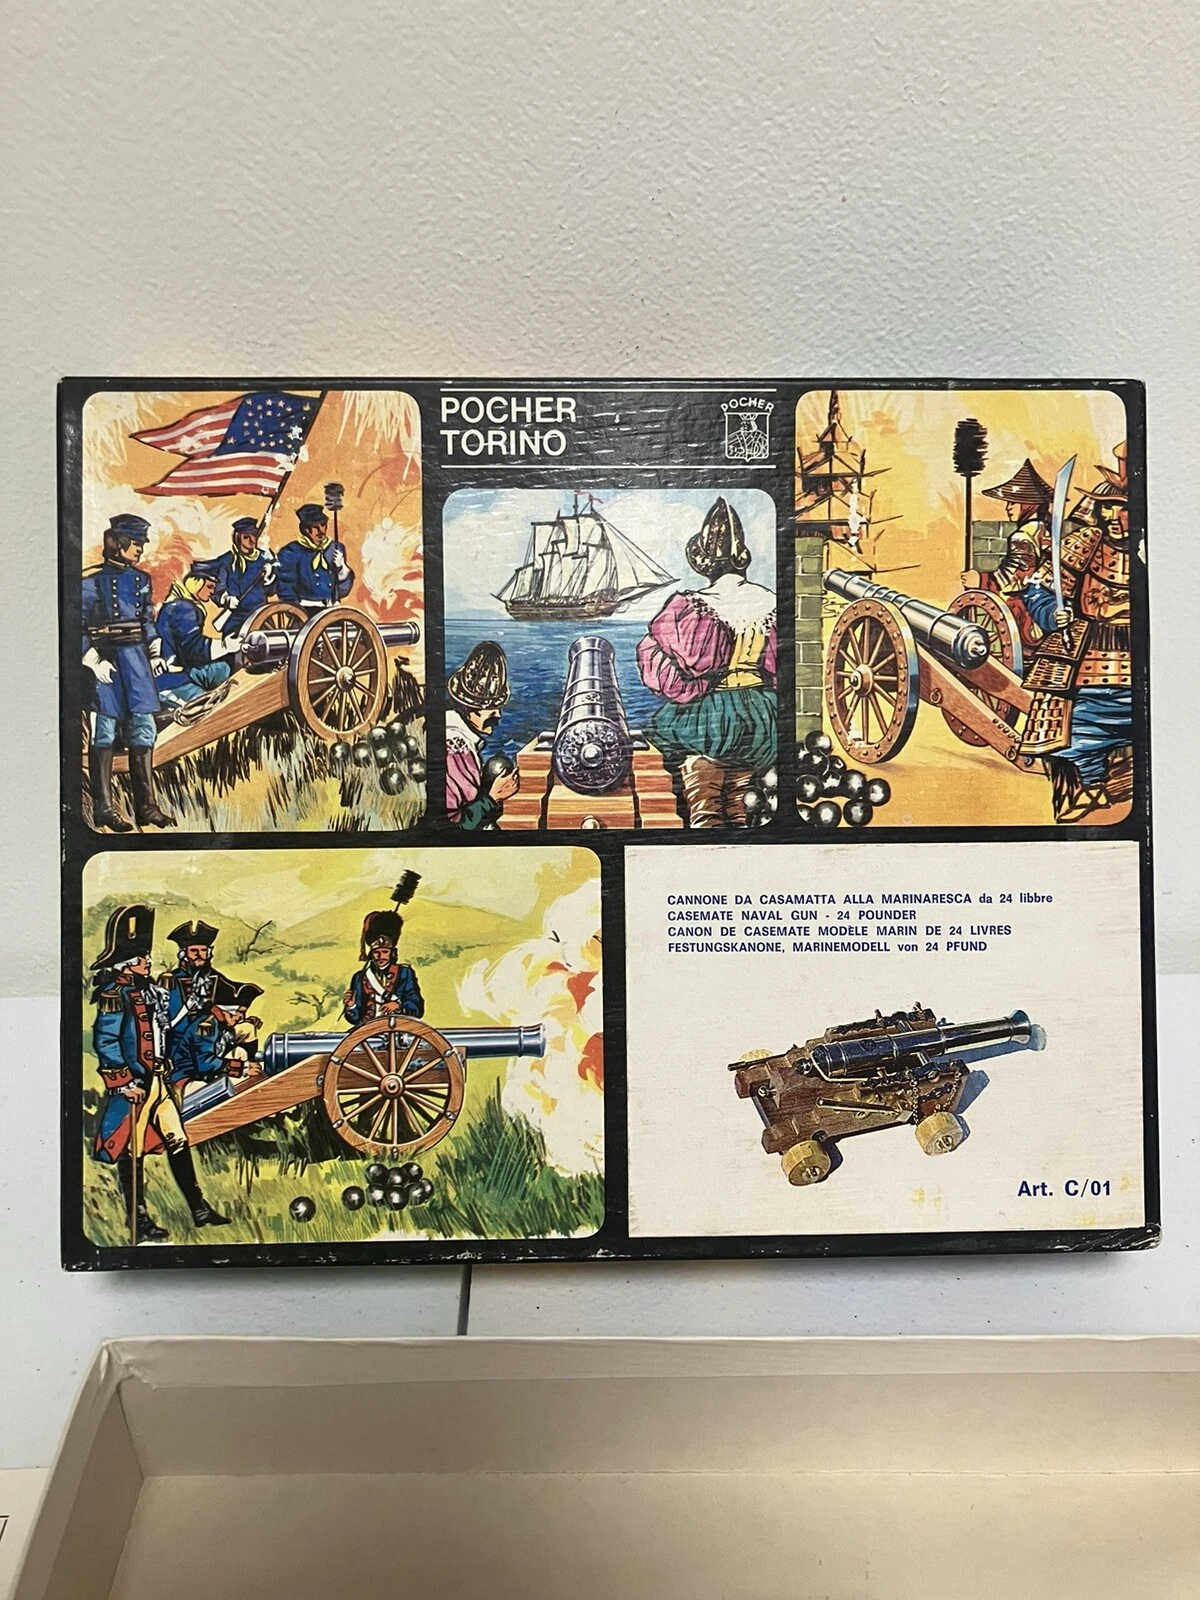 POCHER
TORINO
POCHER
CANNONE DA CASAMATTA ALLA MARINARESCA da 24 libbre
CASEMATE NAVAL GUN - 24 POUNDER
CANON DE CASEMATE MODÈLE MARIN DE 24 LIVRES
FESTUNGSKANONE, MARINEMODELL von 24 PFUND
Art. C/01